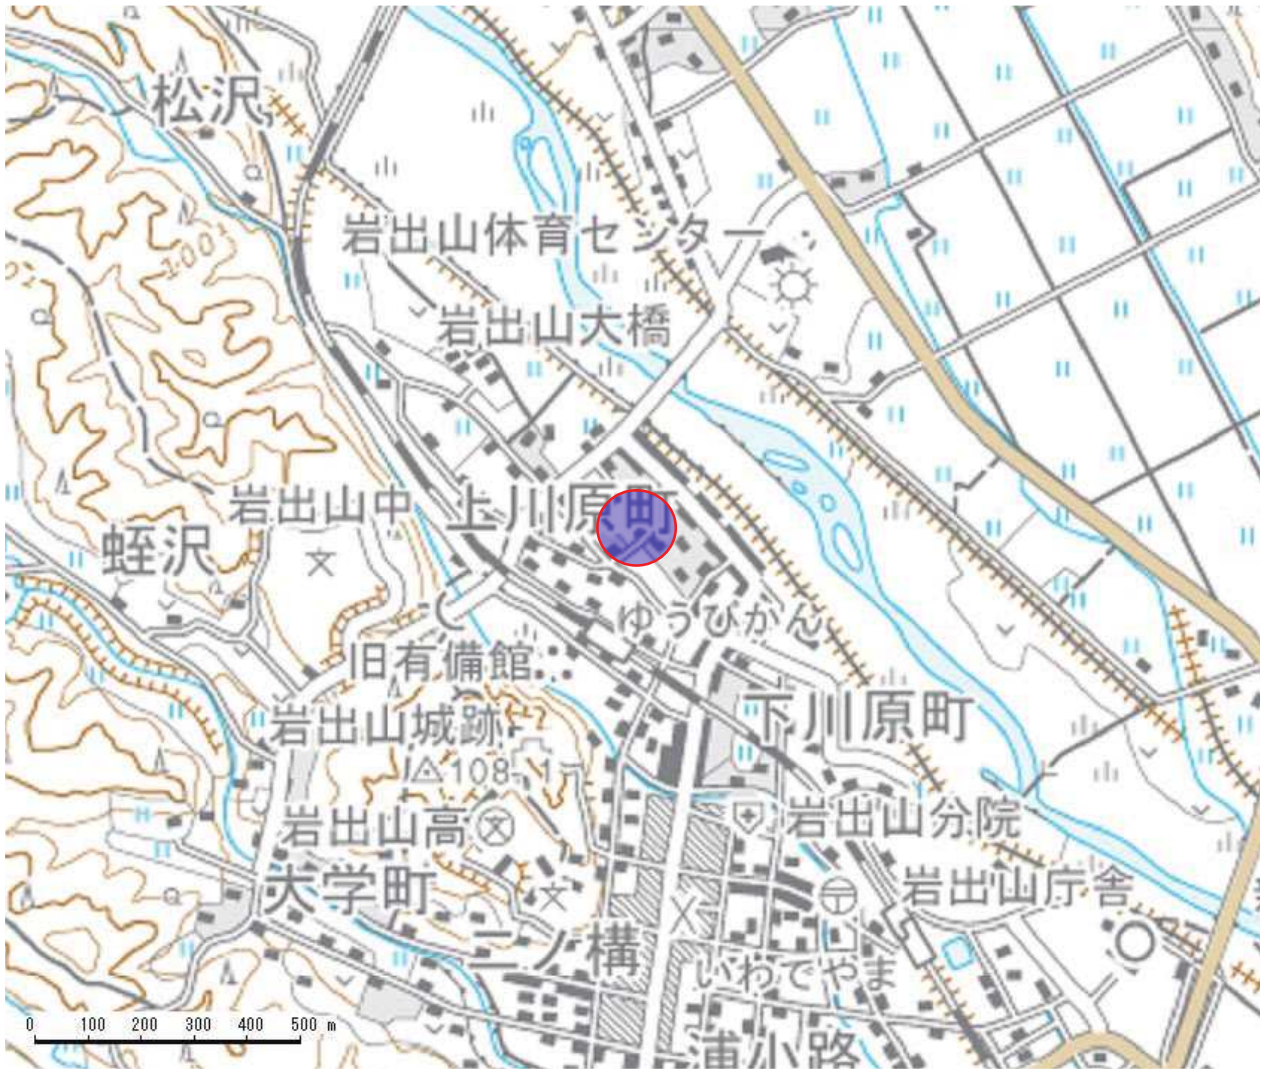 松沢
100
岩出山体育センター
岩出山大橋
岩出山中
上川原町
蛭沢
ゆうびかん
旧有備館
下川原町
岩出山城跡
108.1
岩出山分院
岩出山高
大学町
岩出山庁舎
二ノ構
いわでやま
浦小路
0 100 200 300 400 500 m